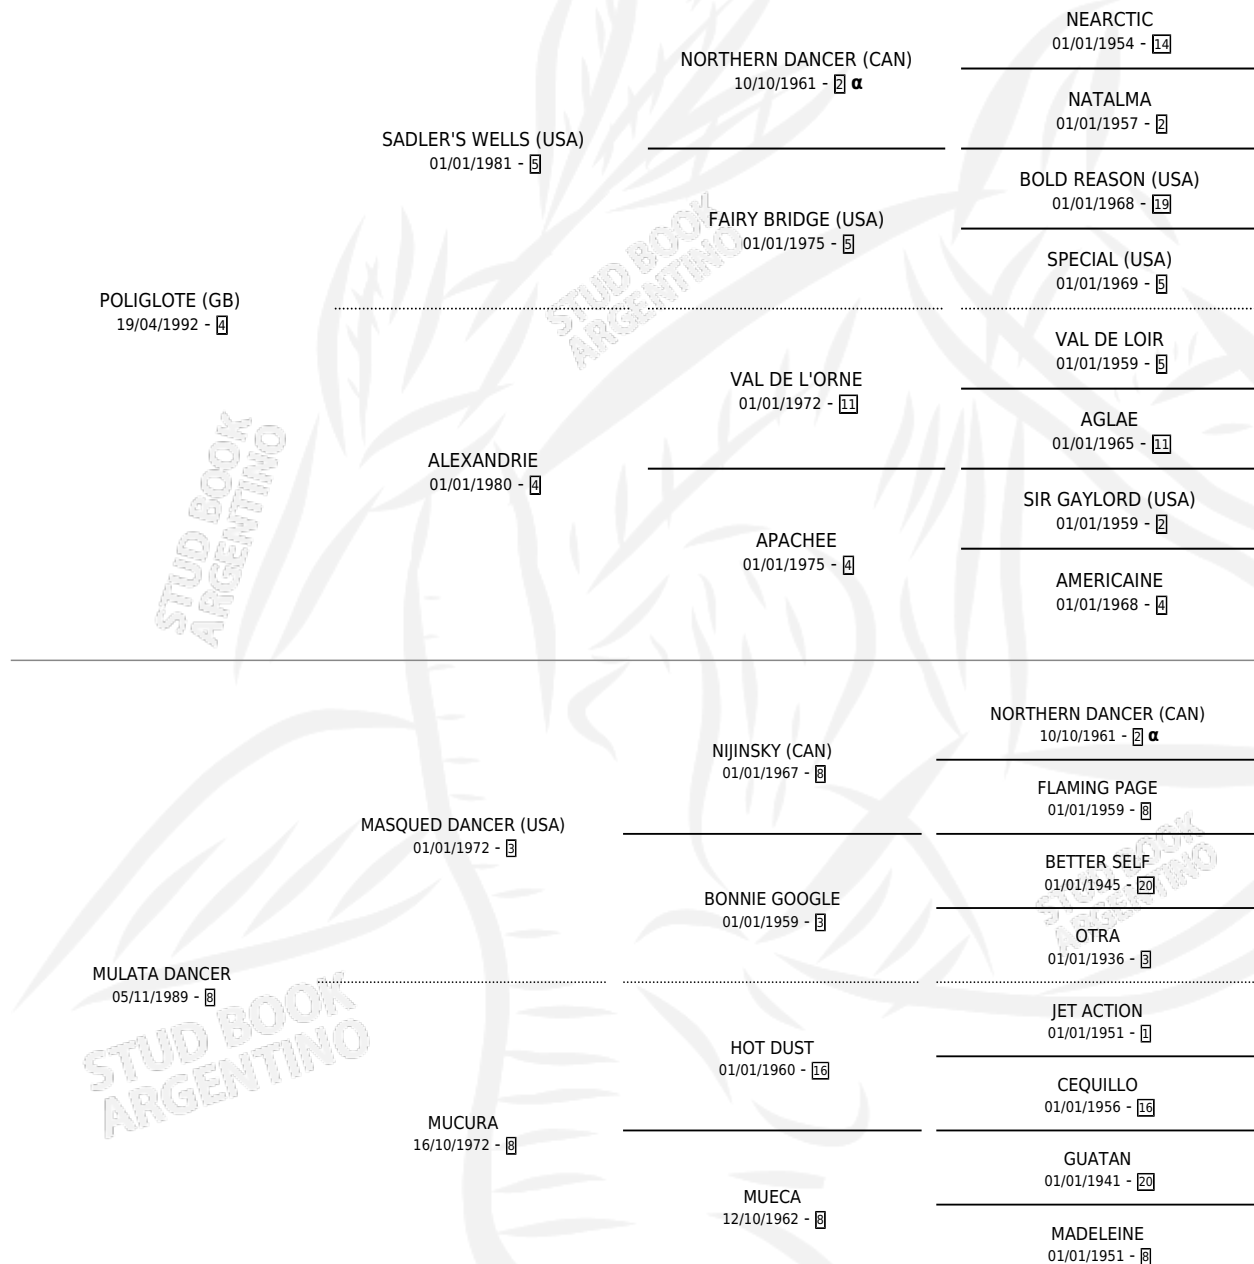 NEARCTIC
01/01/1954 - 14
NORTHERN DANCER (CAN)
10/10/1961 - 2 α
NATALMA
01/01/1957 - 2
SADLER'S WELLS (USA)
01/01/1981 - 5
BOLD REASON (USA)
01/01/1968 - 19
FAIRY BRIDGE (USA)
01/01/1975 - 5
SPECIAL (USA)
01/01/1969 - 5
POLIGLOTE (GB)
19/04/1992 - 4
VAL DE LOIR
01/01/1959 - 5
VAL DE L'ORNE
01/01/1972 - 11
AGLAE
01/01/1965 - 11
ALEXANDRIE
01/01/1980 - 4
SIR GAYLORD (USA)
01/01/1959 - 2
APACHEE
01/01/1975 - 4
AMERICAINE
01/01/1968 - 4
NORTHERN DANCER (CAN)
10/10/1961 - 2 α
NIJINSKY (CAN)
01/01/1967 - 8
FLAMING PAGE
01/01/1959 - 8
MASQUED DANCER (USA)
01/01/1972 - 3
BETTER SELF
01/01/1945 - 20
BONNIE GOOGLE
01/01/1959 - 3
OTRA
01/01/1936 - 3
MULATA DANCER
05/11/1989 - 8
JET ACTION
01/01/1951 - 1
HOT DUST
01/01/1960 - 16
CEQUILLO
01/01/1956 - 16
MUCURA
16/10/1972 - 8
GUATAN
01/01/1941 - 20
MUECA
12/10/1962 - 8
MADELEINE
01/01/1951 - 8
STUD BOOK
ARGENTINO
STUD BOOK
ARGENTINO
STUD BOOK
ARGENTINO
STUD BOOK
ARGENTINO